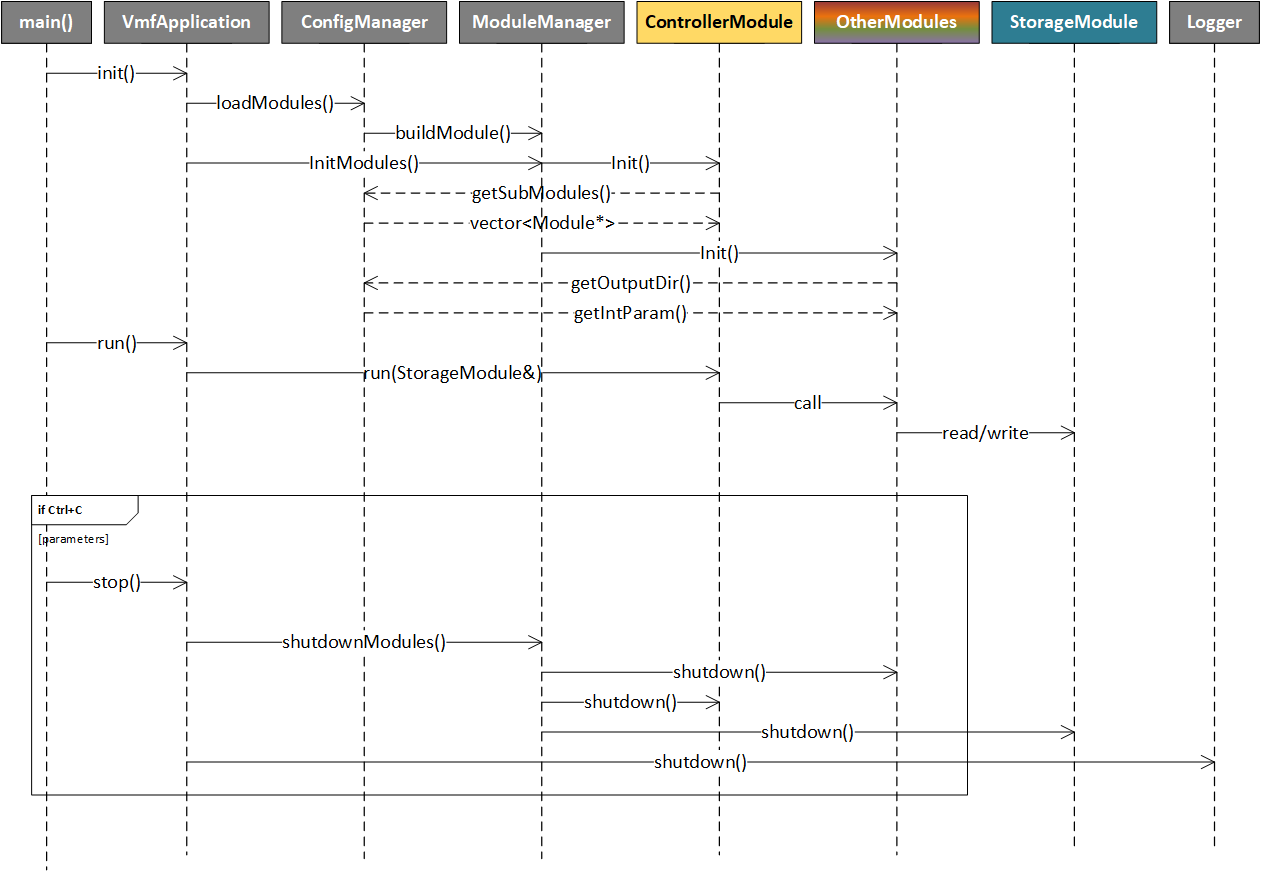 main()
VmfApplication
ConfigManager
ModuleManager
ControllerModule
OtherModules
StorageModule
Logger
init()
loadModules()
buildModule()
InitModules()
Init()
getSubModules()
vector<Module*>
Init()
getOutputDir()
getIntParam()
run()
run(StorageModule&)
call
read/write
if Ctrl+C
[parameters]
stop()
shutdownModules()
shutdown()
shutdown()
shutdown()
shutdown()